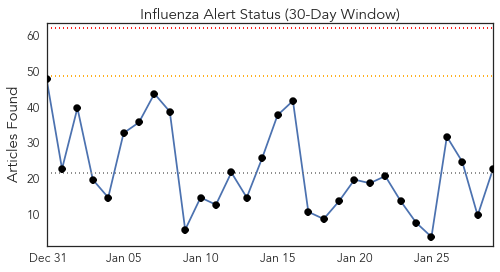 Influenza Alert Status (30-Day Window)
Articles Found
60
50
40
30
20
10
Dec 31
Jan 05
Jan 10
Jan 15
Jan 20
Jan 25